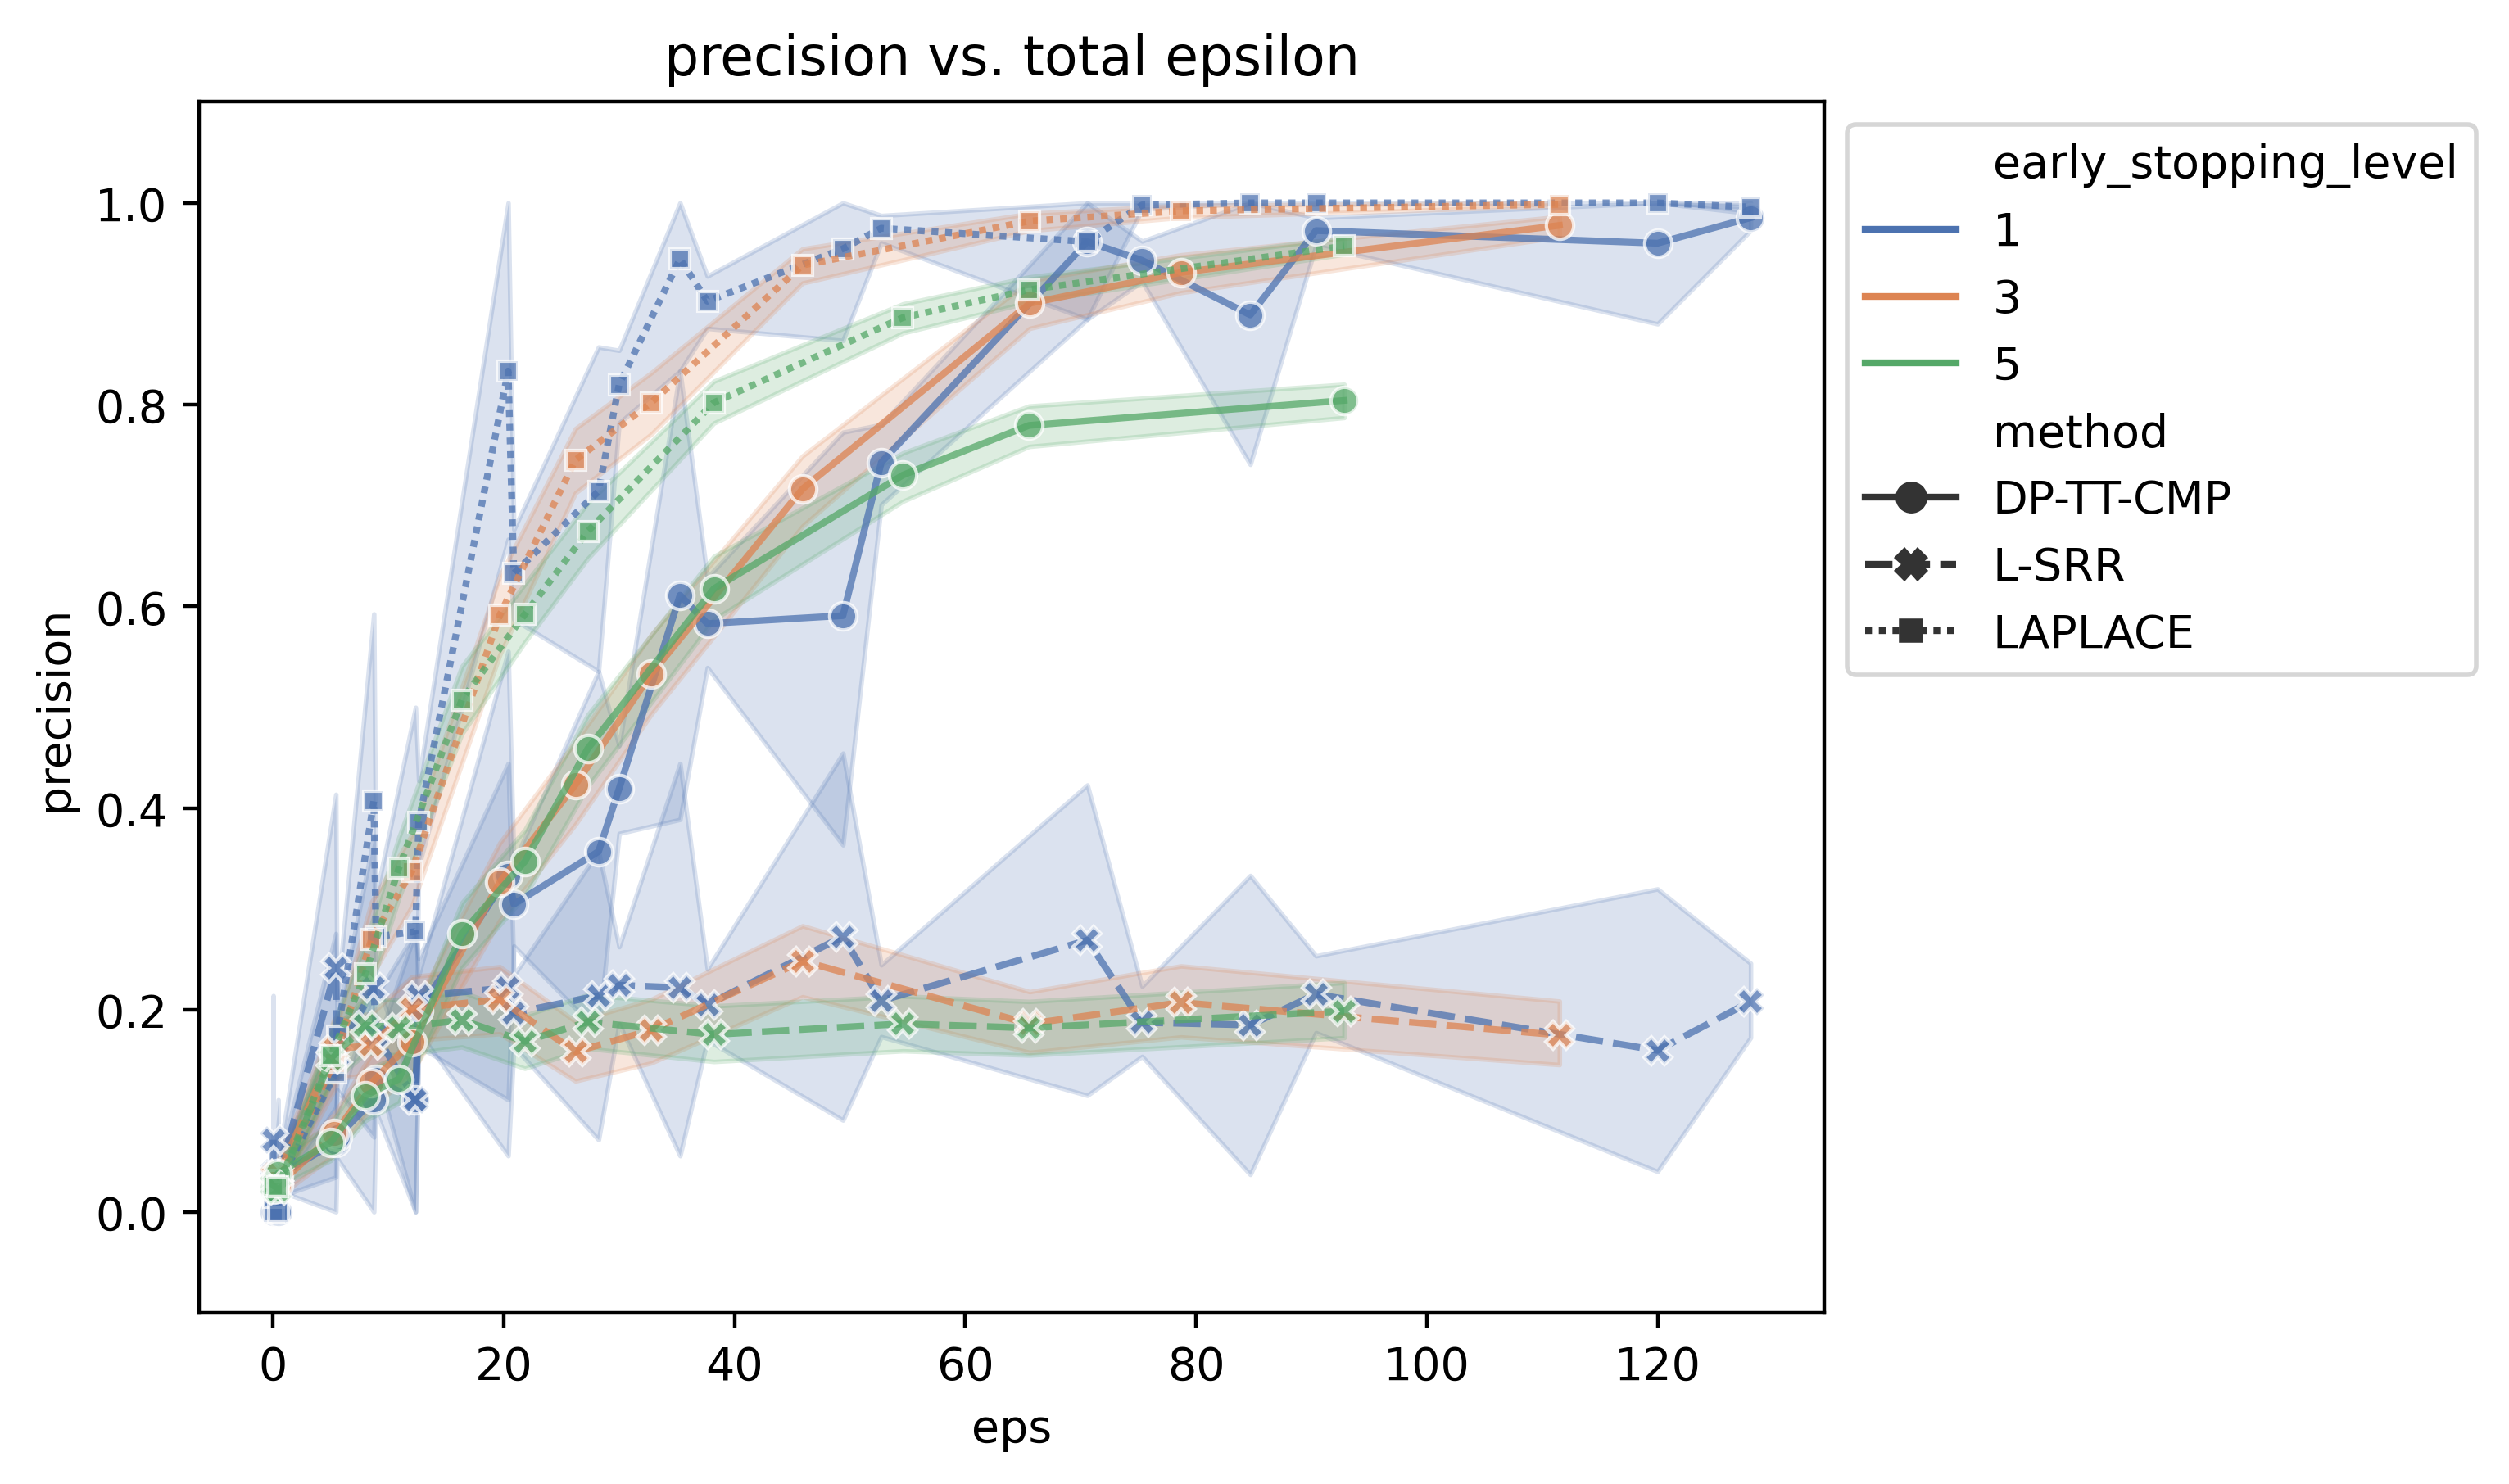 precision vs. total epsilon
precision
1.0
0.8
0.6
0.4
0.2
0.0
0 20 40 60 80 100 120
eps
early_stopping_level
1
3
5
method
DP-TT-CMP
L-SRR
LAPLACE